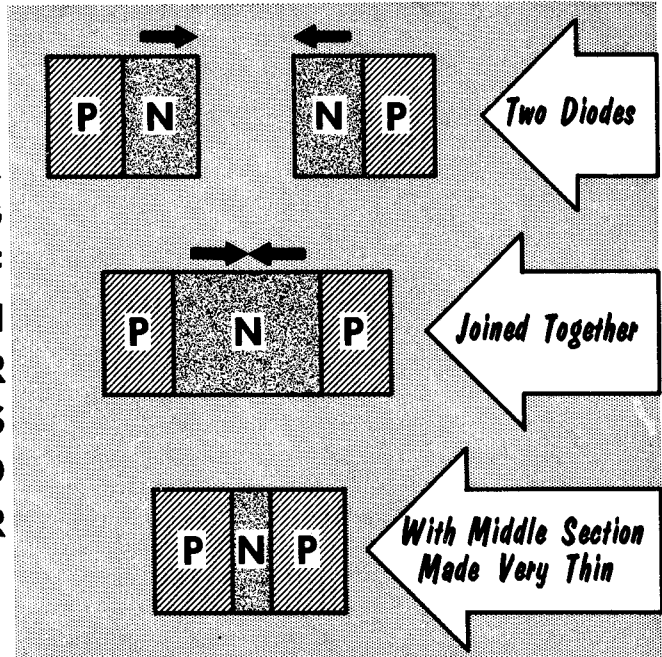 P N N P
Two Diodes
P N P
Joined Together
P N P
With Middle Section
Made Very Thin